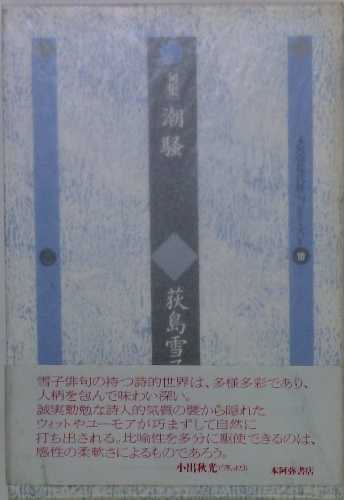 句集
潮騒
荻島雪子
本阿弥現代俳句シリーズ
10
雪子俳句の持つ詩的世界は、多様多彩であり、
人柄を包んで味わい深い。
誠実勤勉な詩人的気質の襞から隠れた
ウィットやユーモアが巧まずして自然に
打ち出される。比喩性を多分に駆使できるのは、
感性の柔軟さによるものであろう。
小出秋光(「序」より)
本阿弥書店